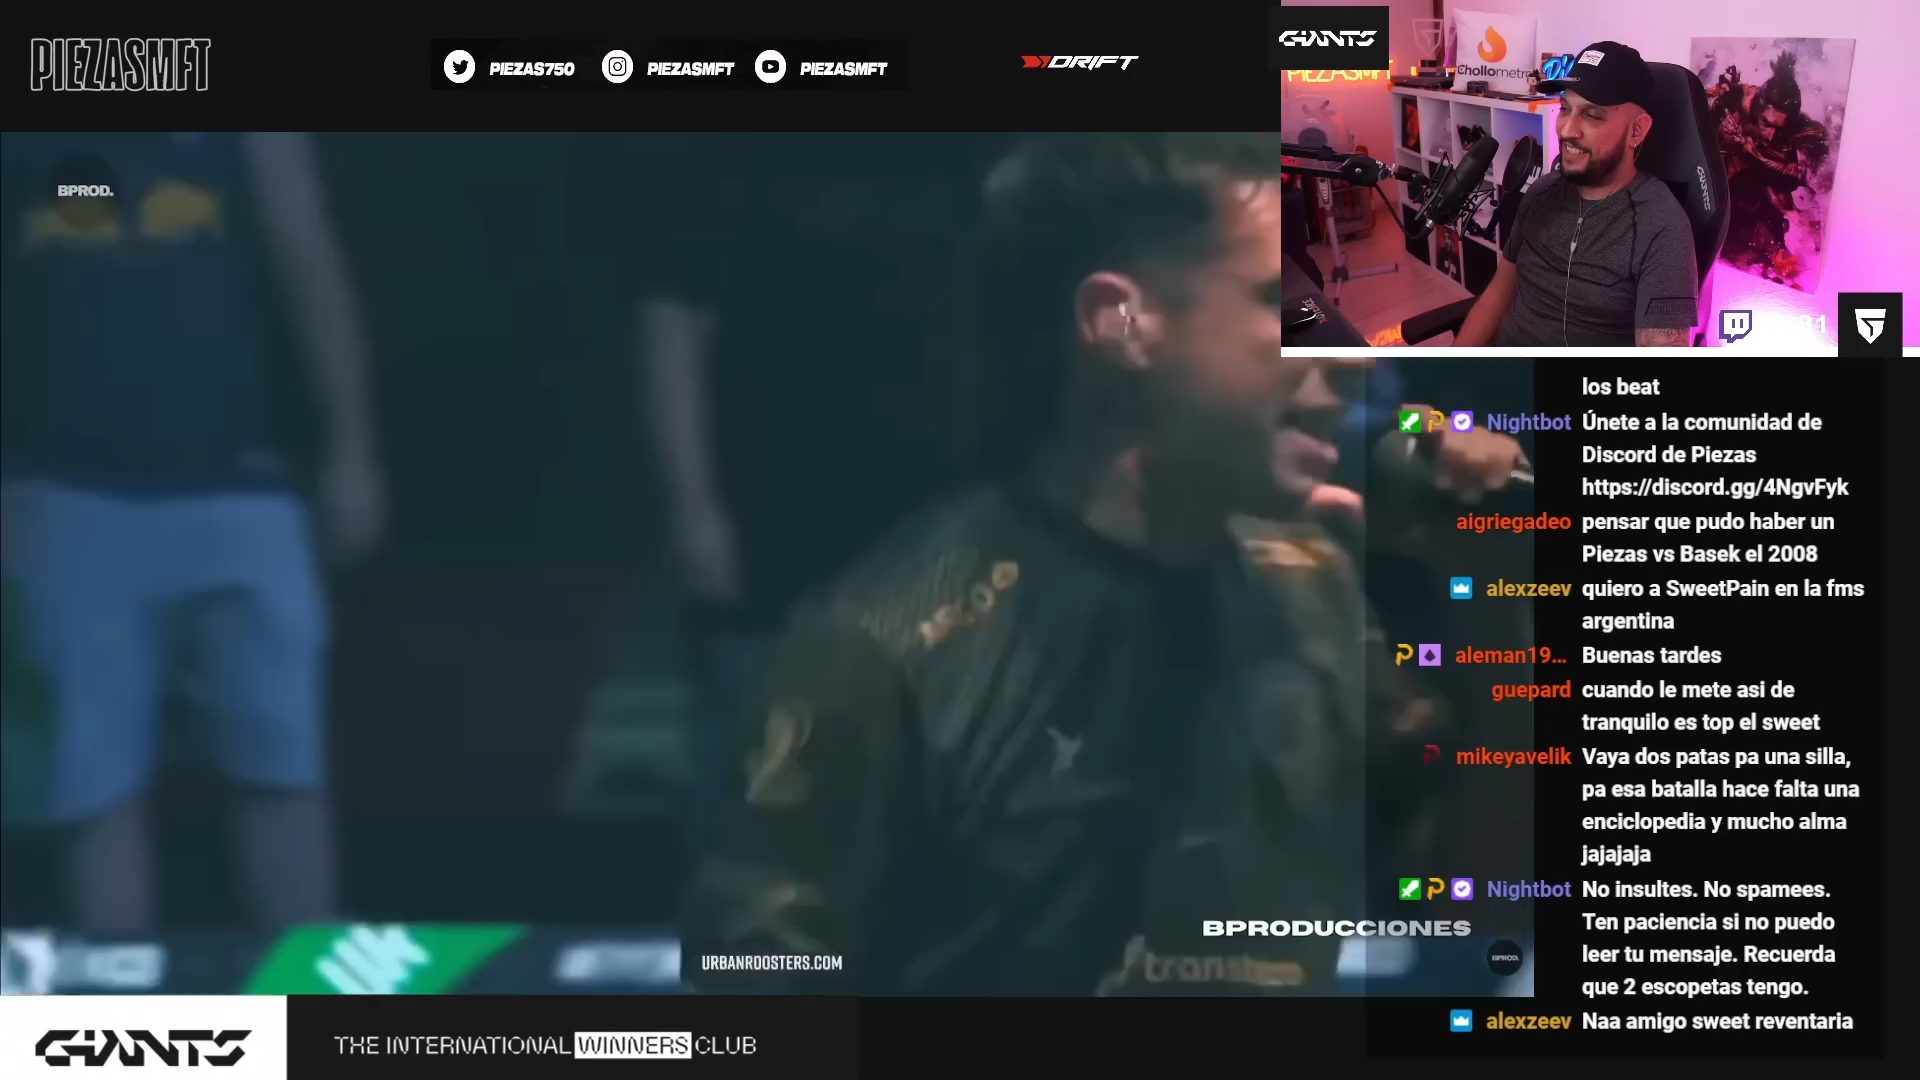 PIEZASMFT
PIEZAS750
PIEZASMFT
PIEZASMFT
DRIFT
GIANTS
PIEZASMFT
Chollometro
BPROD.
los beat
Nightbot Únete a la comunidad de
Discord de Piezas
https://discord.gg/4NgvFyk
aigriegadeo pensar que pudo haber un
Piezas vs Basek el 2008
alexzeev quiero a SweetPain en la fms
argentina
aleman19... Buenas tardes
guepard cuando le mete asi de
tranquilo es top el sweet
mikeyavelik Vaya dos patas pa una silla,
pa esa batalla hace falta una
enciclopedia y mucho alma
jajajaja
Nightbot No insultes. No spamees.
Ten paciencia si no puedo
leer tu mensaje. Recuerda
que 2 escopetas tengo.
alexzeev Naa amigo sweet reventaria
BPRODUCCIONES
URBANROOSTERS.COM
BPROD.
GIANTS
THE INTERNATIONAL WINNERS CLUB